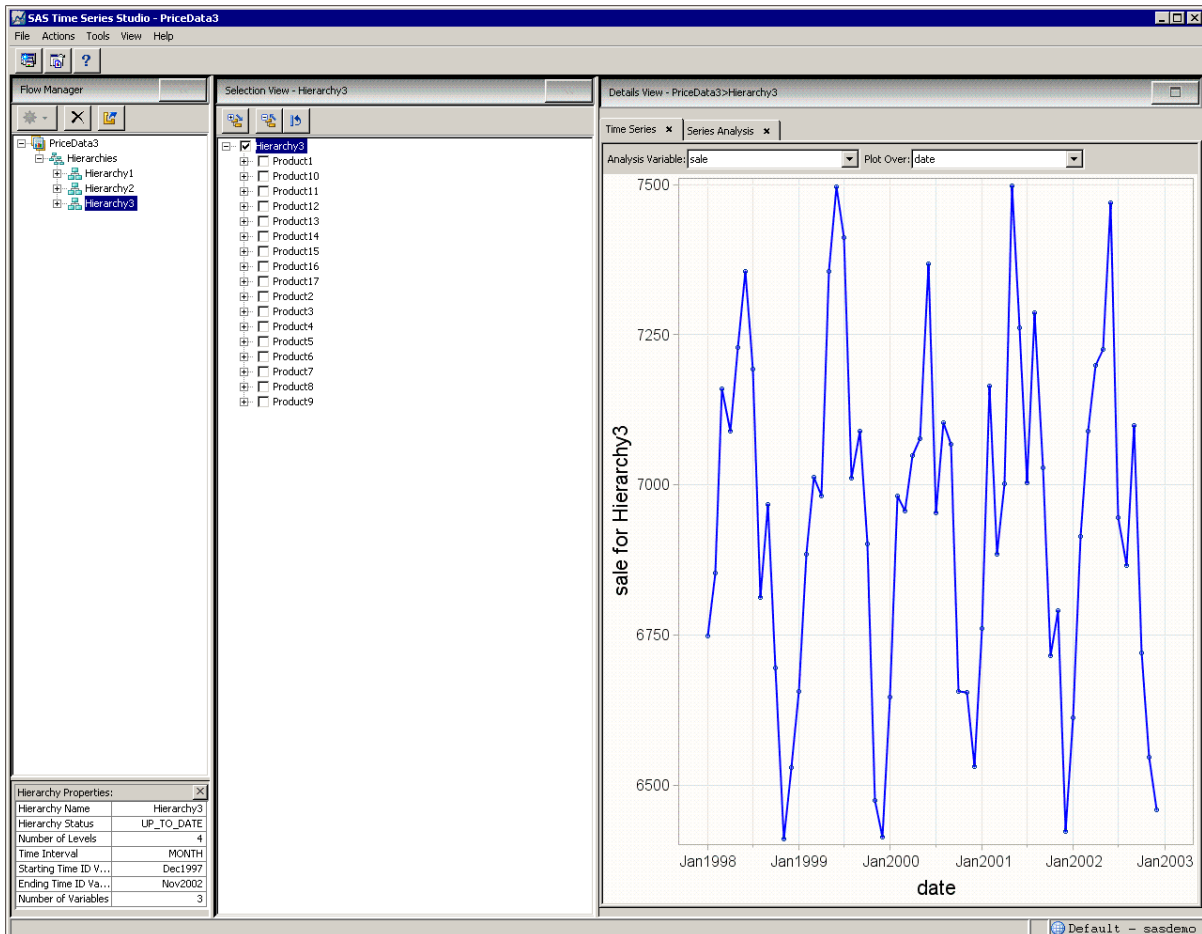 SAS Time Series Studio - PriceData3
File Actions Tools View Help
Flow Manager
PriceData3
Hierarchies
Hierarchy1
Hierarchy2
Hierarchy3
Hierarchy Properties:
Hierarchy Name Hierarchy3
Hierarchy Status UP_TO_DATE
Number of Levels 4
Time Interval MONTH
Starting Time ID V... Dec1997
Ending Time ID Va... Nov2002
Number of Variables 3
Selection View - Hierarchy3
Hierarchy3
Product1
Product10
Product11
Product12
Product13
Product14
Product15
Product16
Product17
Product2
Product3
Product4
Product5
Product6
Product7
Product8
Product9
Details View - PriceData3>Hierarchy3
Time Series Series Analysis
Analysis Variable: sale Plot Over: date
7500
7250
7000
6750
6500
sale for Hierarchy3
Jan1998 Jan1999 Jan2000 Jan2001 Jan2002 Jan2003
date
Default - sasdemo